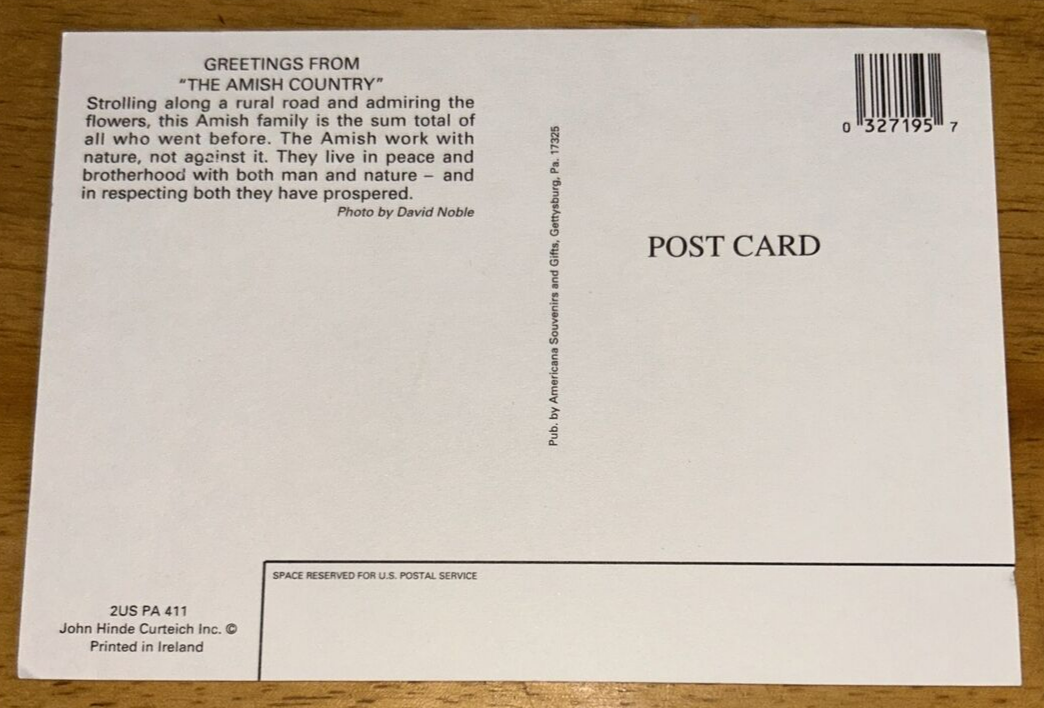 GREETINGS FROM
"THE AMISH COUNTRY"
Strolling along a rural road and admiring the
flowers, this Amish family is the sum total of
all who went before. The Amish work with
nature, not against it. They live in peace and
brotherhood with both man and nature – and
in respecting both they have prospered.
Photo by David Noble
Pub. by Americana Souvenirs and Gifts, Gettysburg, Pa. 17325
0 327195 7
POST CARD
SPACE RESERVED FOR U.S. POSTAL SERVICE
2US PA 411
John Hinde Curteich Inc. ©
Printed in Ireland